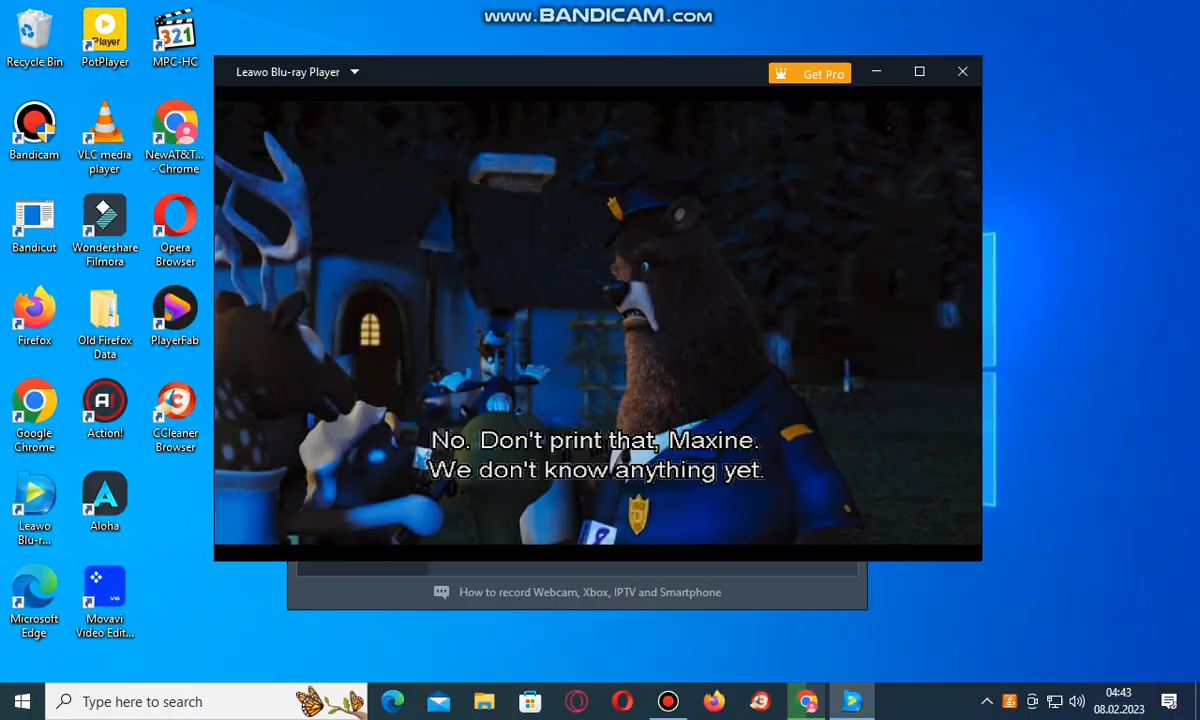 www.BANDICAM.com
Recycle Bin
PotPlayer
MPC-HC
Player
321
Leawo Blu-ray Player
Get Pro
Bandicam
VLC media
player
NewAT&T...
- Chrome
Bandicut
Wondershare
Filmora
Opera
Browser
Firefox
Old Firefox
Data
PlayerFab
Google
Chrome
Action!
CCleaner
Browser
Leawo
Blu-r...
Aloha
Microsoft
Edge
Movavi
Video Edit...
No. Don't print that, Maxine.
We don't know anything yet.
How to record Webcam, Xbox, IPTV and Smartphone
Type here to search
04:43
08.02.2023